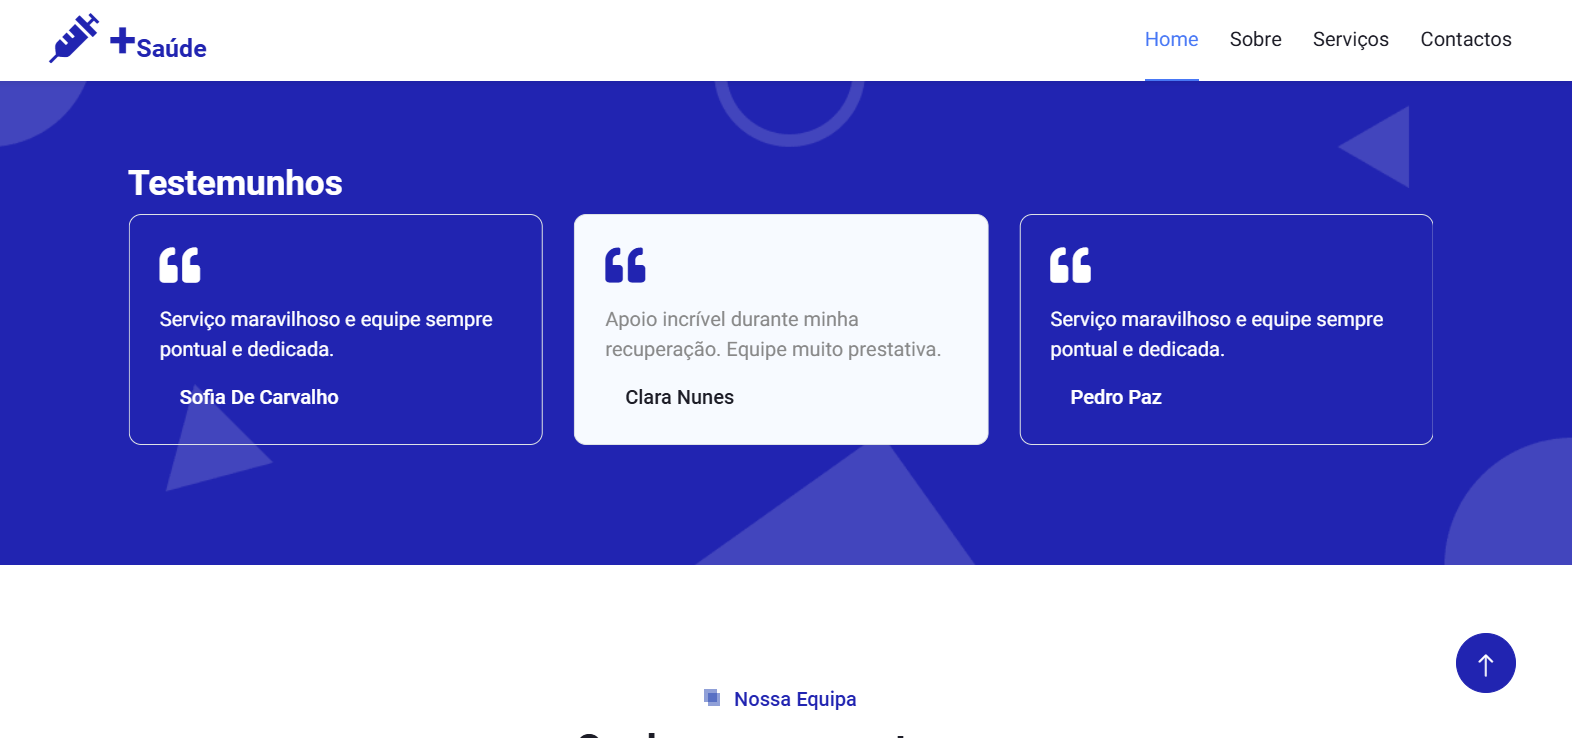 +Saúde
Home Sobre Serviços Contactos
Testemunhos
Serviço maravilhoso e equipe sempre
pontual e dedicada.
Sofia De Carvalho
Apoio incrível durante minha
recuperação. Equipe muito prestativa.
Clara Nunes
Serviço maravilhoso e equipe sempre
pontual e dedicada.
Pedro Paz
Nossa Equipa